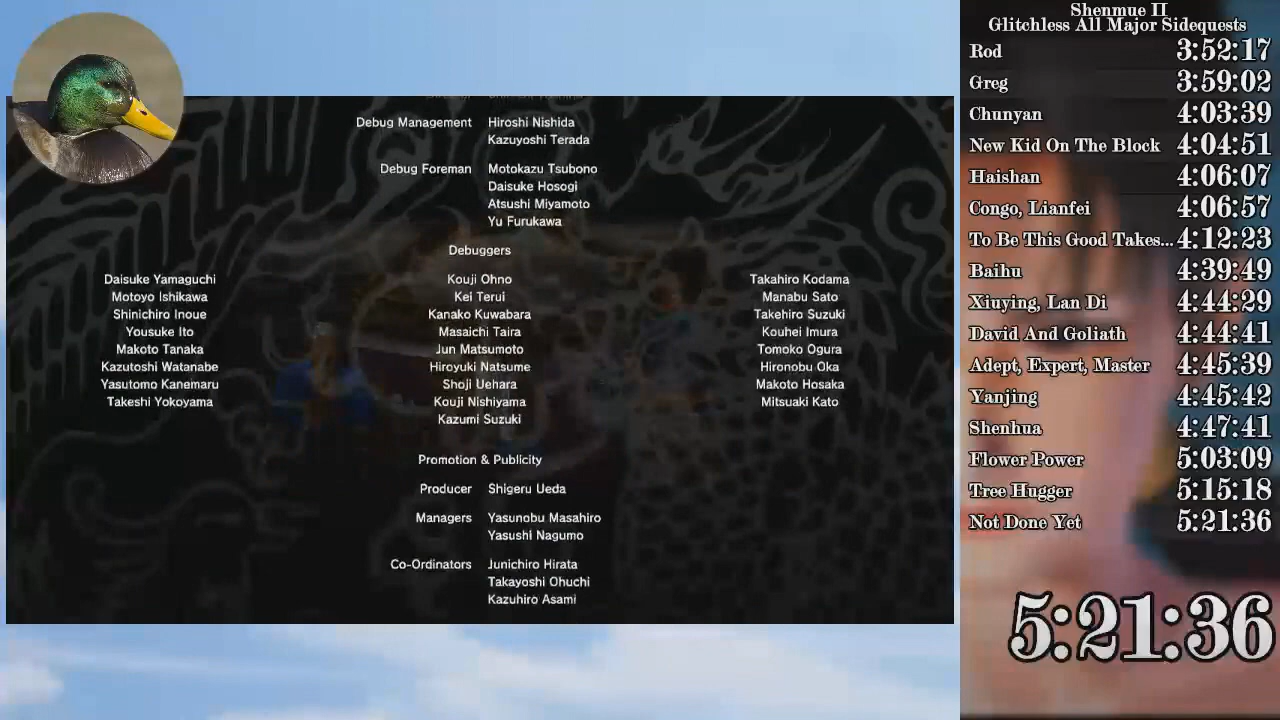 Debug Management Hiroshi Nishida
Kazuyoshi Terada
Debug Foreman Motokazu Tsubono
Daisuke Hosogi
Atsushi Miyamoto
Yu Furukawa
Debuggers
Daisuke Yamaguchi Kouji Ohno Takahiro Kodama
Motoyo Ishikawa Kei Terui Manabu Sato
Shinichiro Inoue Kanako Kuwabara Takehiro Suzuki
Yousuke Ito Masaichi Taira Kouhei Imura
Makoto Tanaka Jun Matsumoto Tomoko Ogura
Kazutoshi Watanabe Hiroyuki Natsume Hironobu Oka
Yasutomo Kanemaru Shoji Uehara Makoto Hosaka
Takeshi Yokoyama Kouji Nishiyama Mitsuaki Kato
Kazumi Suzuki
Promotion & Publicity
Producer Shigeru Ueda
Managers Yasunobu Masahiro
Yasushi Nagumo
Co-Ordinators Junichiro Hirata
Takayoshi Ohuchi
Kazuhiro Asami
Shenmue II
Glitchless All Major Sidequests
Rod 3:52:17
Greg 3:59:02
Chunyan 4:03:39
New Kid On The Block 4:04:51
Haishan 4:06:07
Congo, Lianfei 4:06:57
To Be This Good Takes... 4:12:23
Baihu 4:39:49
Xiuying, Lan Di 4:44:29
David And Goliath 4:44:41
Adept, Expert, Master 4:45:39
Yanjing 4:45:42
Shenhua 4:47:41
Flower Power 5:03:09
Tree Hugger 5:15:18
Not Done Yet 5:21:36
5:21:36